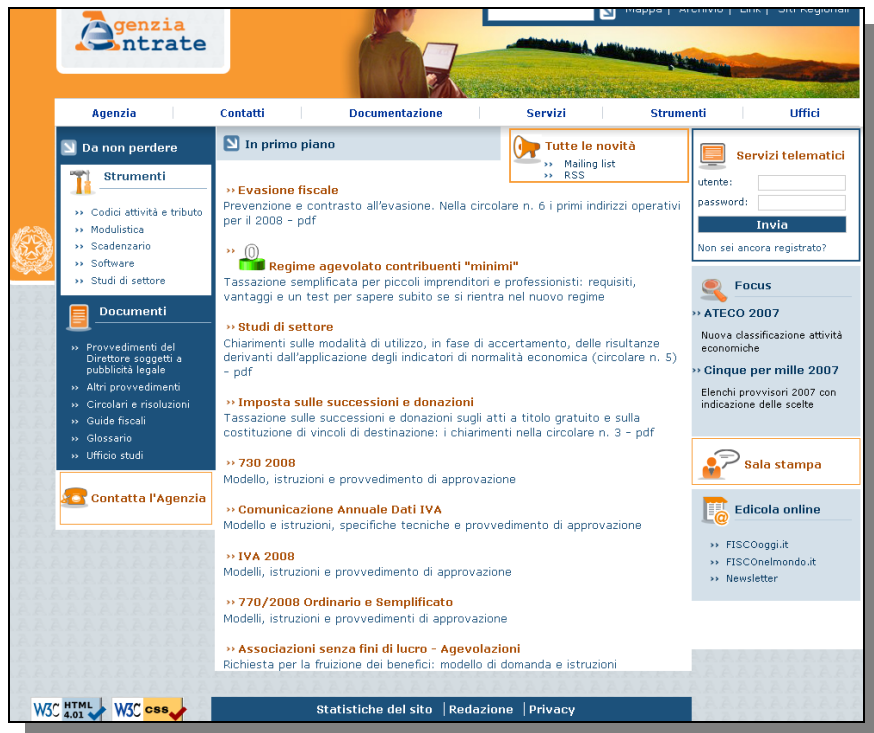 Agenzia
Entrate
Mappa | Archivio | Link | Siti Regionali
Agenzia
Contatti
Documentazione
Servizi
Strumenti
Uffici
Da non perdere
Strumenti
›› Codici attività e tributo
›› Modulistica
›› Scadenzario
›› Software
›› Studi di settore
Documenti
›› Provvedimenti del
Direttore soggetti a
pubblicità legale
›› Altri provvedimenti
›› Circolari e risoluzioni
›› Guide fiscali
›› Glossario
›› Ufficio studi
Contatta l'Agenzia
In primo piano
Tutte le novità
›› Mailing list
›› RSS
›› Evasione fiscale
Prevenzione e contrasto all’evasione. Nella circolare n. 6 i primi indirizzi operativi
per il 2008 - pdf
›› 0
Regime agevolato contribuenti "minimi"
Tassazione semplificata per piccoli imprenditori e professionisti: requisiti,
vantaggi e un test per sapere subito se si rientra nel nuovo regime
›› Studi di settore
Chiarimenti sulle modalità di utilizzo, in fase di accertamento, delle risultanze
derivanti dall’applicazione degli indicatori di normalità economica (circolare n. 5)
- pdf
›› Imposta sulle successioni e donazioni
Tassazione sulle successioni e donazioni sugli atti a titolo gratuito e sulla
costituzione di vincoli di destinazione: i chiarimenti nella circolare n. 3 - pdf
›› 730 2008
Modello, istruzioni e provvedimento di approvazione
›› Comunicazione Annuale Dati IVA
Modello e istruzioni, specifiche tecniche e provvedimento di approvazione
›› IVA 2008
Modelli, istruzioni e provvedimento di approvazione
›› 770/2008 Ordinario e Semplificato
Modelli, istruzioni e provvedimenti di approvazione
›› Associazioni senza fini di lucro - Agevolazioni
Richiesta per la fruizione dei benefici: modello di domanda e istruzioni
Servizi telematici
utente:
password:
Invia
Non sei ancora registrato?
Focus
›› ATECO 2007
Nuova classificazione attività
economiche
›› Cinque per mille 2007
Elenchi provvisori 2007 con
indicazione delle scelte
Sala stampa
Edicola online
›› FISCOoggi.it
›› FISCOnelmondo.it
›› Newsletter
W3C HTML 4.01
W3C css
Statistiche del sito | Redazione | Privacy